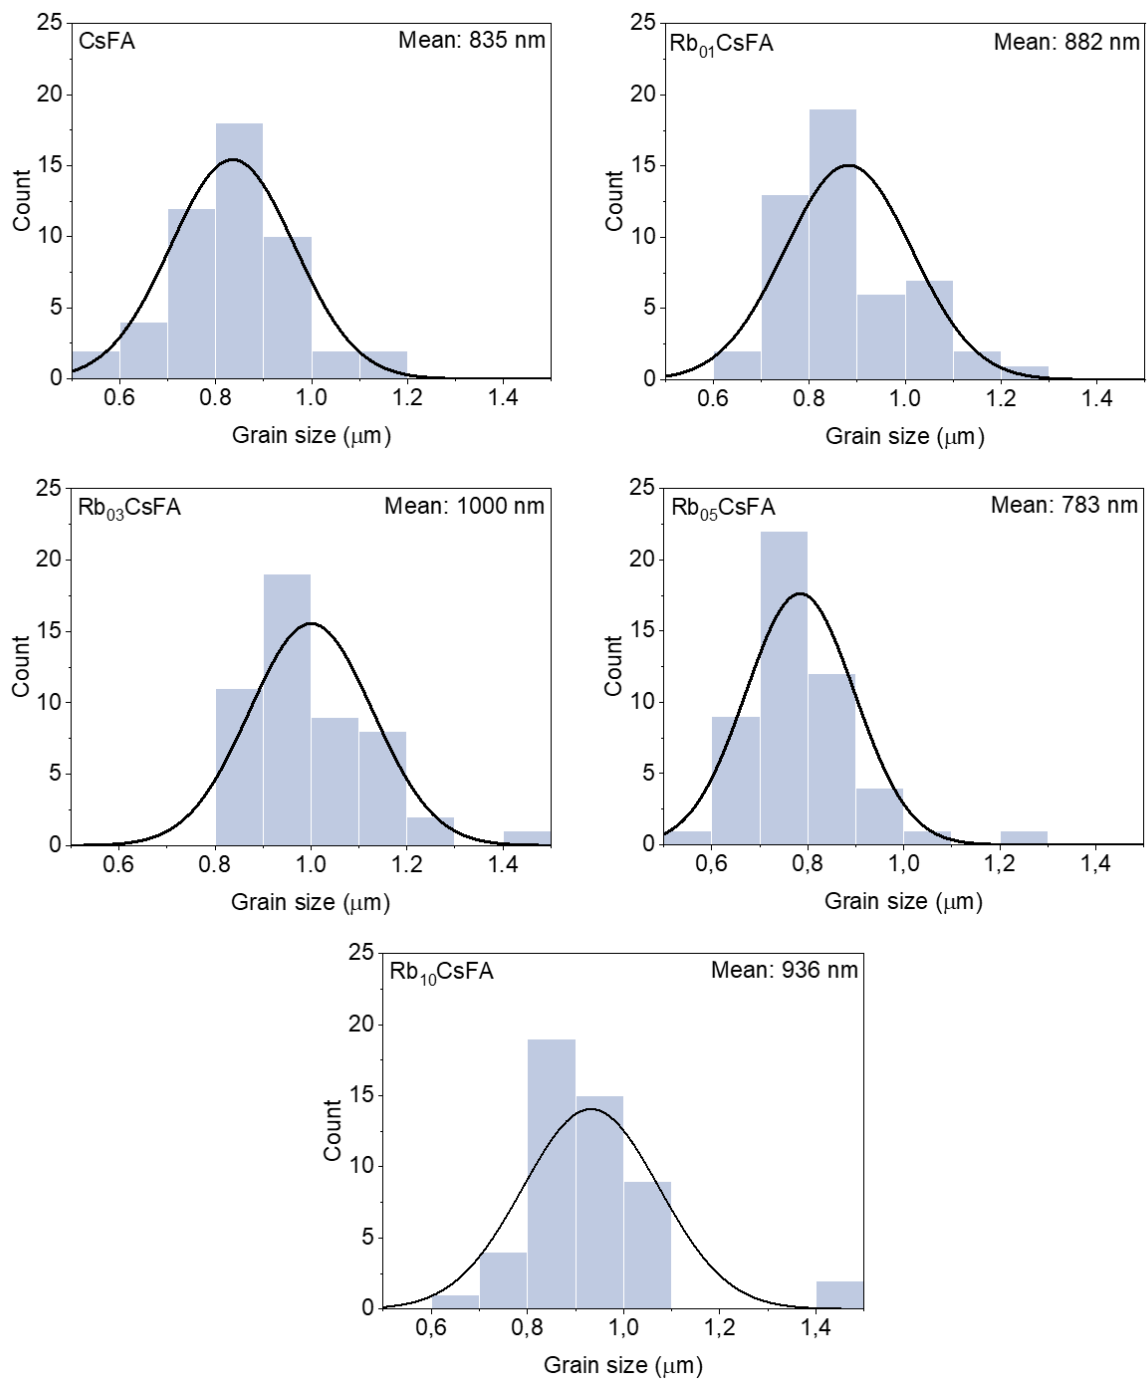 CsFA
Mean: 835 nm
25
20
15
10
5
0
Count
0.6 0.8 1.0 1.2 1.4
Grain size (μm)
Rb₀₁CsFA
Mean: 882 nm
25
20
15
10
5
0
Count
0.6 0.8 1.0 1.2 1.4
Grain size (μm)
Rb₀₃CsFA
Mean: 1000 nm
25
20
15
10
5
0
Count
0.6 0.8 1.0 1.2 1.4
Grain size (μm)
Rb₀₅CsFA
Mean: 783 nm
25
20
15
10
5
0
Count
0,6 0,8 1,0 1,2 1,4
Grain size (μm)
Rb₁₀CsFA
Mean: 936 nm
25
20
15
10
5
0
Count
0,6 0,8 1,0 1,2 1,4
Grain size (μm)